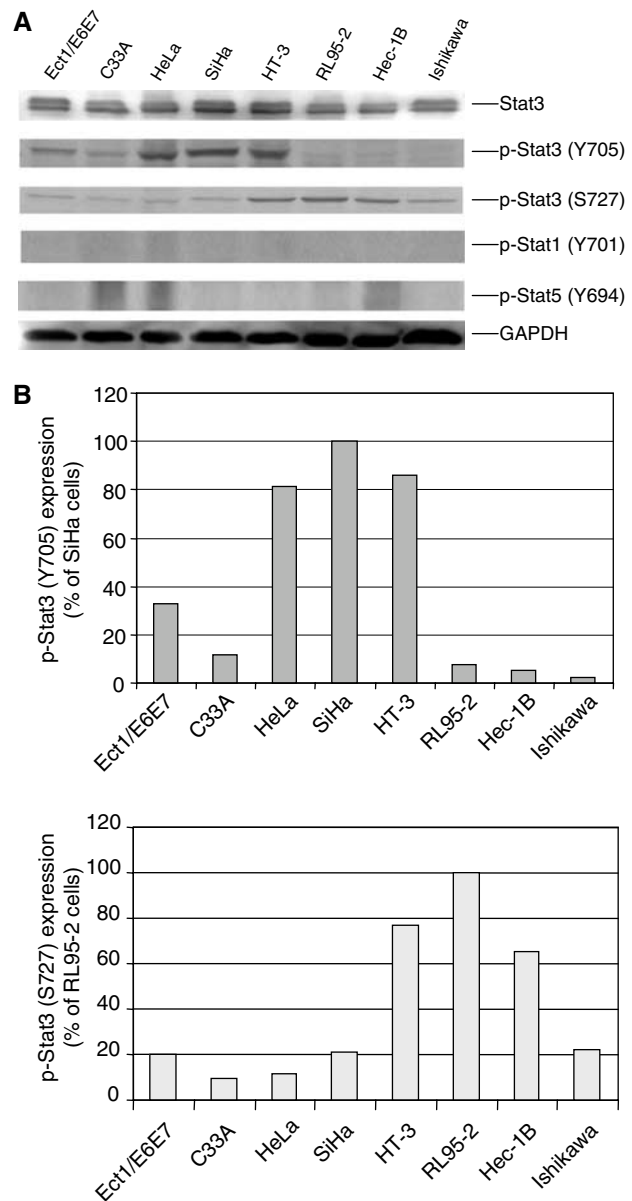 A
Ect1/E6E7
C33A
HeLa
SiHa
HT-3
RL95-2
Hec-1B
Ishikawa
Stat3
p-Stat3 (Y705)
p-Stat3 (S727)
p-Stat1 (Y701)
p-Stat5 (Y694)
GAPDH
B
p-Stat3 (Y705) expression
(% of SiHa cells)
120
100
80
60
40
20
0
Ect1/E6E7
C33A
HeLa
SiHa
HT-3
RL95-2
Hec-1B
Ishikawa
p-Stat3 (S727) expression
(% of RL95-2 cells)
120
100
80
60
40
20
0
Ect1/E6E7
C33A
HeLa
SiHa
HT-3
RL95-2
Hec-1B
Ishikawa